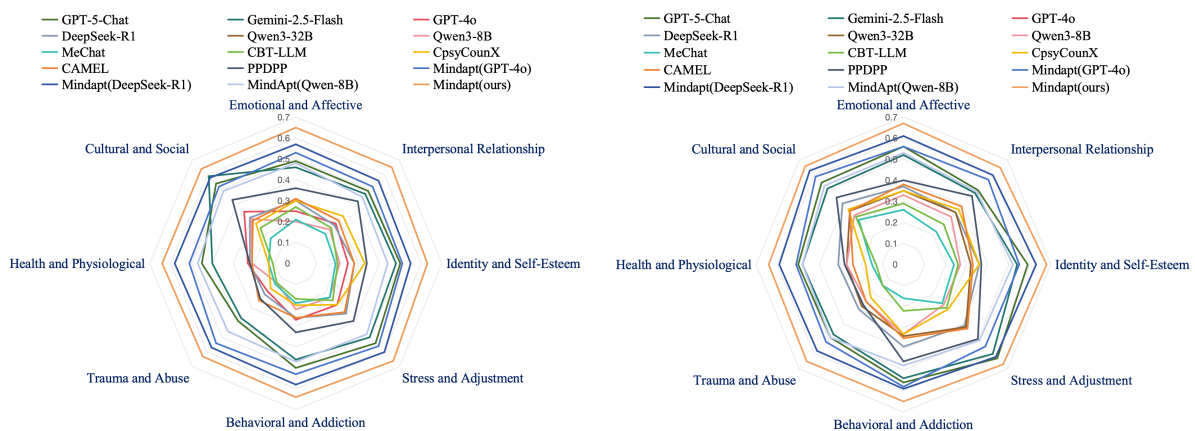 GPT-5-Chat Gemini-2.5-Flash GPT-4o
DeepSeek-R1 Qwen3-32B Qwen3-8B
MeChat CBT-LLM CpsyCounX
CAMEL PPDPP Mindapt(GPT-4o)
Mindapt(DeepSeek-R1) MindApt(Qwen-8B) Mindapt(ours)
Emotional and Affective
0.7
0.6
0.5
0.4
0.3
0.2
0.1
0
Interpersonal Relationship
Identity and Self-Esteem
Stress and Adjustment
Behavioral and Addiction
Trauma and Abuse
Health and Physiological
Cultural and Social
GPT-5-Chat Gemini-2.5-Flash GPT-4o
DeepSeek-R1 Qwen3-32B Qwen3-8B
MeChat CBT-LLM CpsyCounX
CAMEL PPDPP Mindapt(GPT-4o)
Mindapt(DeepSeek-R1) MindApt(Qwen-8B) Mindapt(ours)
Emotional and Affective
0.7
0.6
0.5
0.4
0.3
0.2
0.1
0
Interpersonal Relationship
Identity and Self-Esteem
Stress and Adjustment
Behavioral and Addiction
Trauma and Abuse
Health and Physiological
Cultural and Social